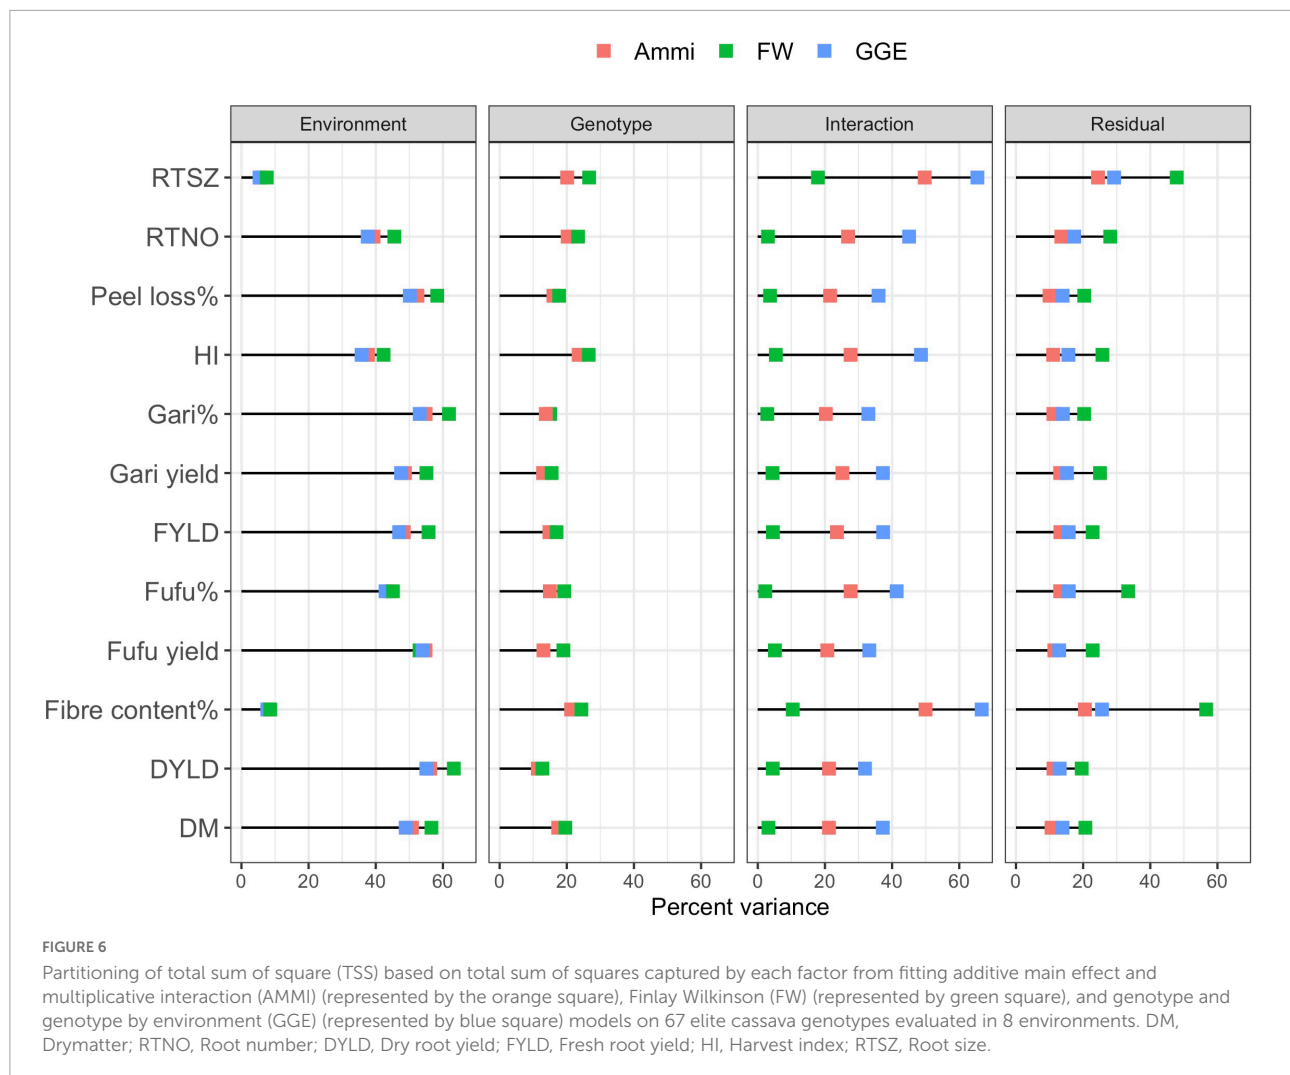 Ammi FW GGE
Environment Genotype Interaction Residual
RTSZ
RTNO
Peel loss%
HI
Gari%
Gari yield
FYLD
Fufu%
Fufu yield
Fibre content%
DYLD
DM
0 20 40 60 0 20 40 60 0 20 40 60 0 20 40 60
Percent variance
FIGURE 6
Partitioning of total sum of square (TSS) based on total sum of squares captured by each factor from fitting additive main effect and
multiplicative interaction (AMMI) (represented by the orange square), Finlay Wilkinson (FW) (represented by green square), and genotype and
genotype by environment (GGE) (represented by blue square) models on 67 elite cassava genotypes evaluated in 8 environments. DM,
Drymatter; RTNO, Root number; DYLD, Dry root yield; FYLD, Fresh root yield; HI, Harvest index; RTSZ, Root size.